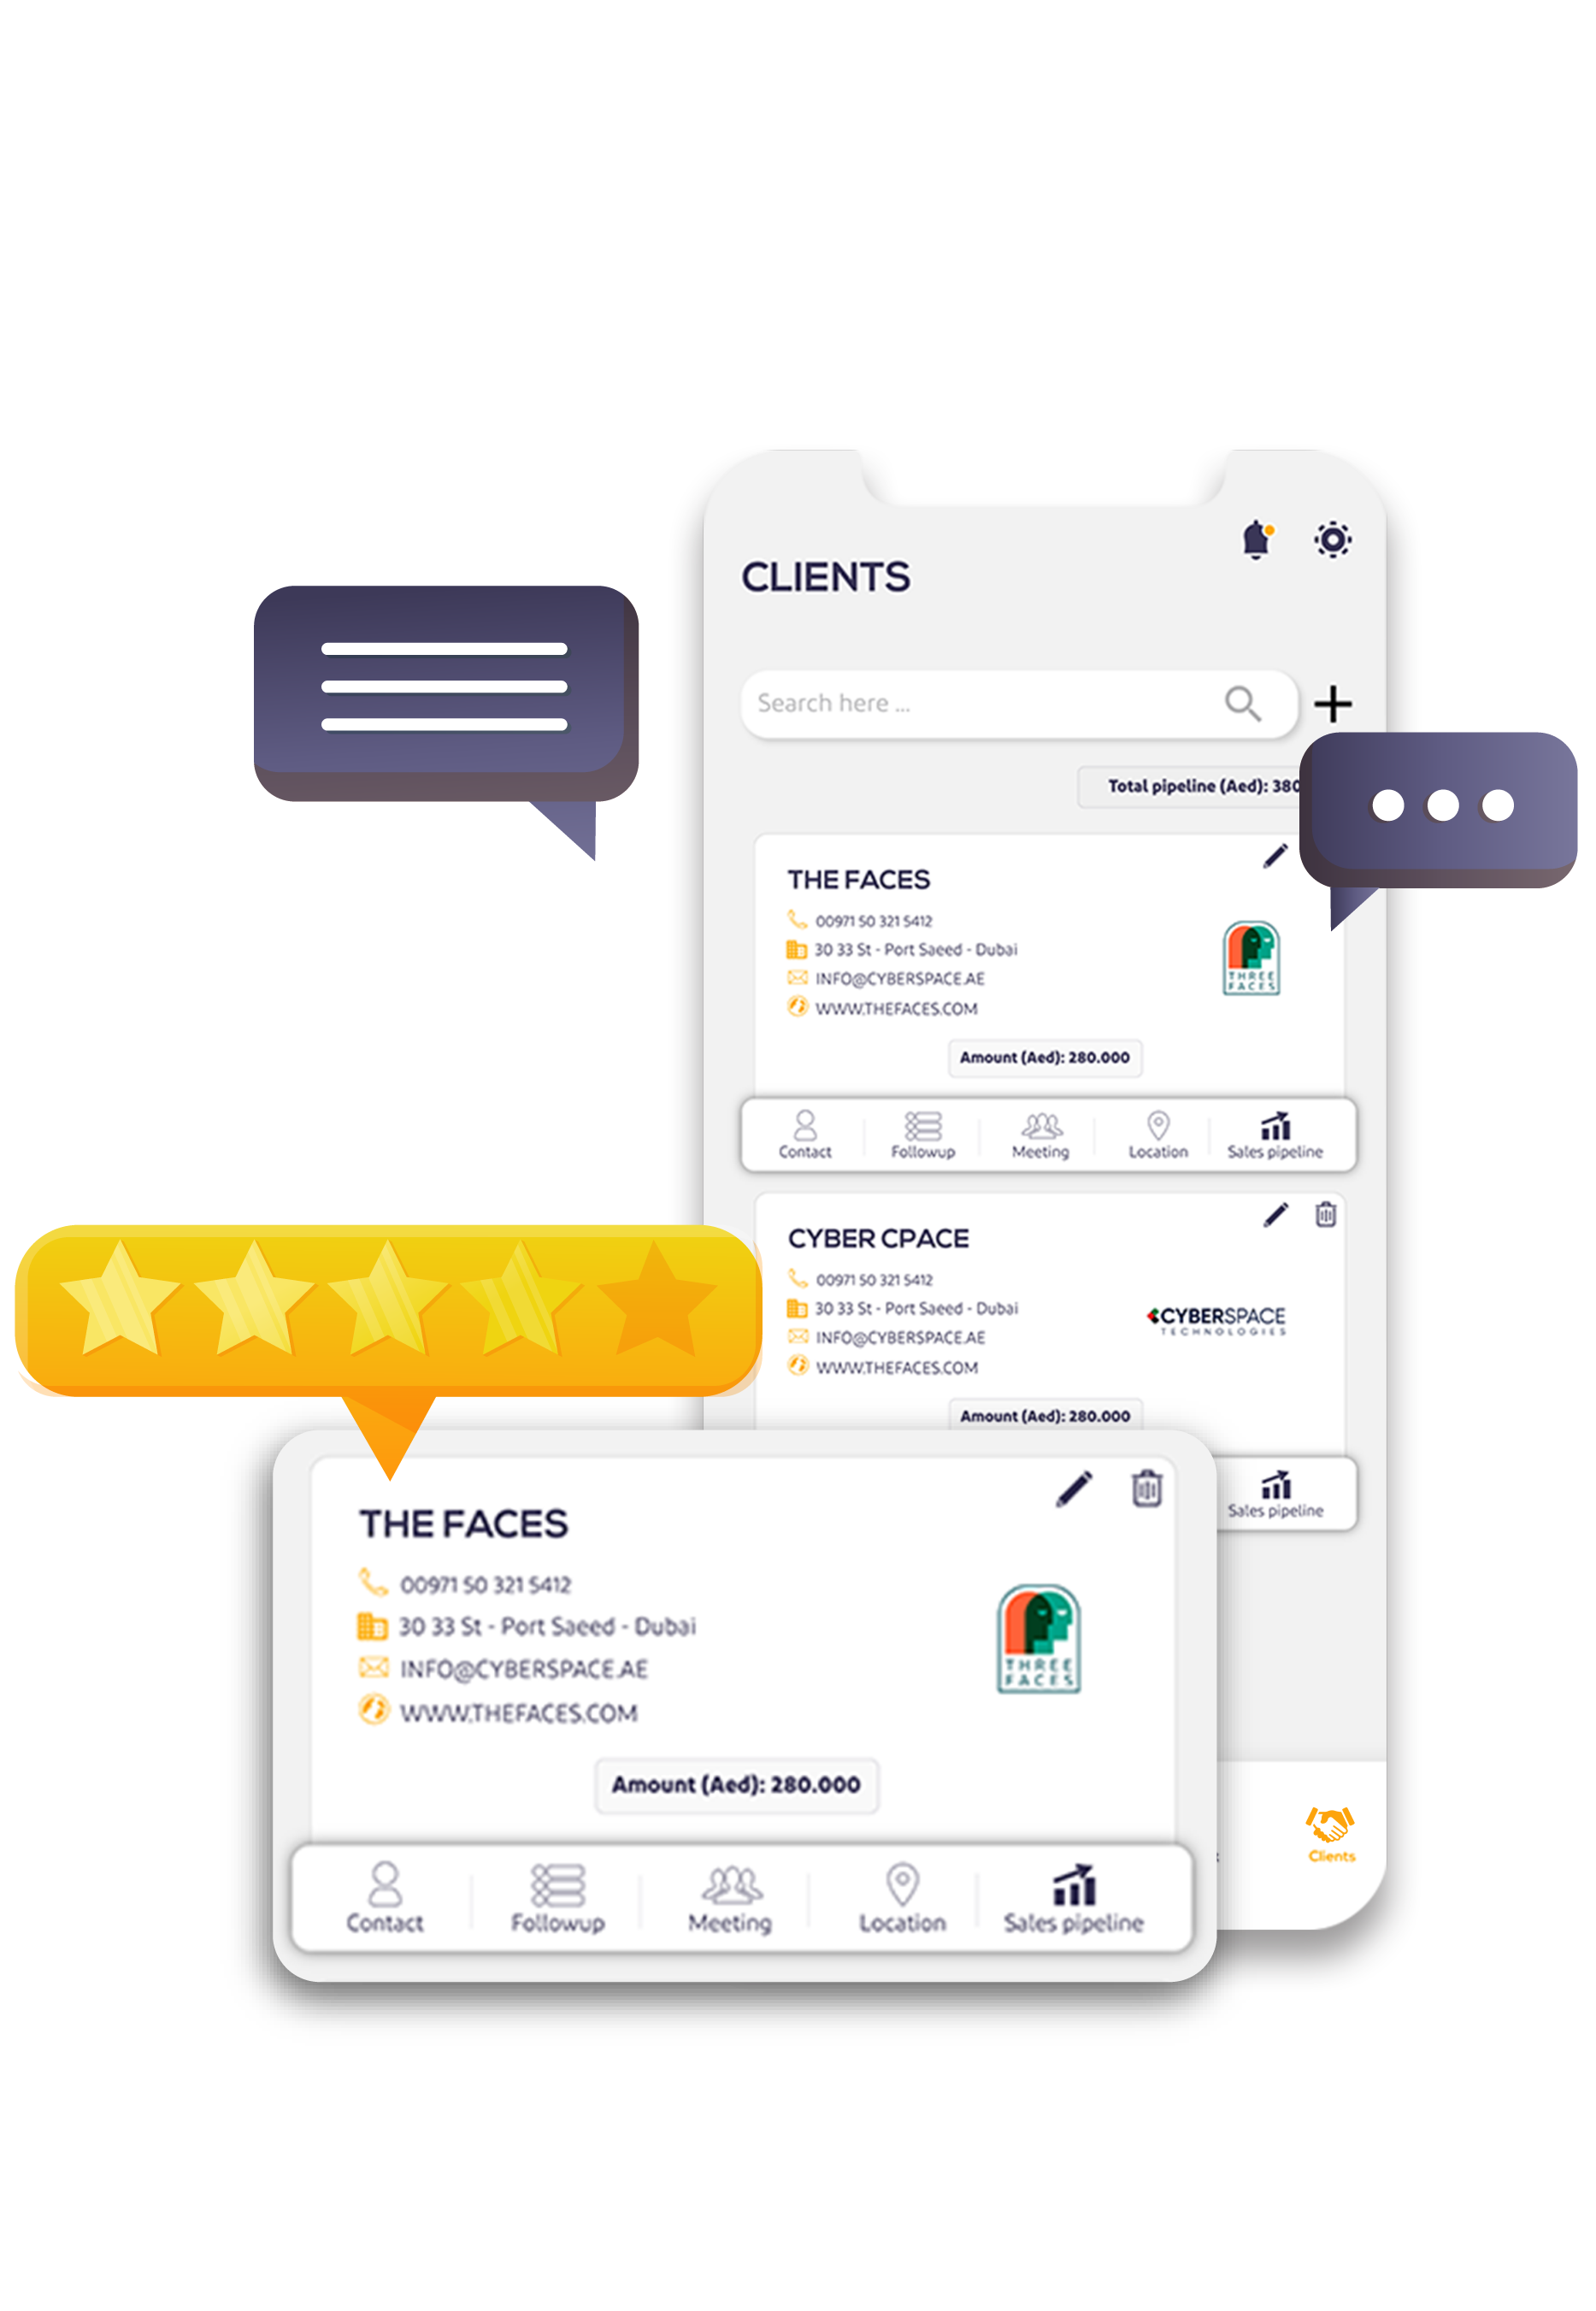 CLIENTS
Search here ...
Total pipeline (Aed): 380
THE FACES
00971 50 321 5412
30 33 St - Port Saeed - Dubai
INFO@CYBERSPACE.AE
WWW.THEFACES.COM
THREE
FACES
Amount (Aed): 280.000
Contact Followup Meeting Location Sales pipeline
CYBER CPACE
00971 50 321 5412
30 33 St - Port Saeed - Dubai
INFO@CYBERSPACE.AE
WWW.THEFACES.COM
CYBERSPACE
TECHNOLOGIES
Amount (Aed): 280.000
Sales pipeline
THE FACES
00971 50 321 5412
30 33 St - Port Saeed - Dubai
INFO@CYBERSPACE.AE
WWW.THEFACES.COM
THREE
FACES
Amount (Aed): 280.000
Contact Followup Meeting Location Sales pipeline
Clients